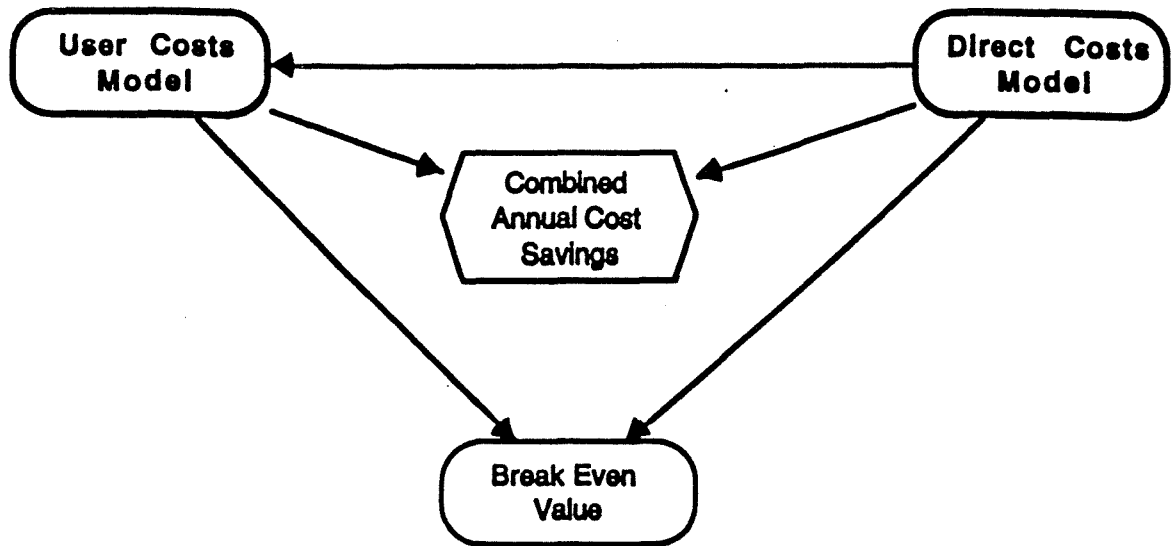 User Costs
Model
Direct Costs
Model
Combined
Annual Cost
Savings
Break Even
Value